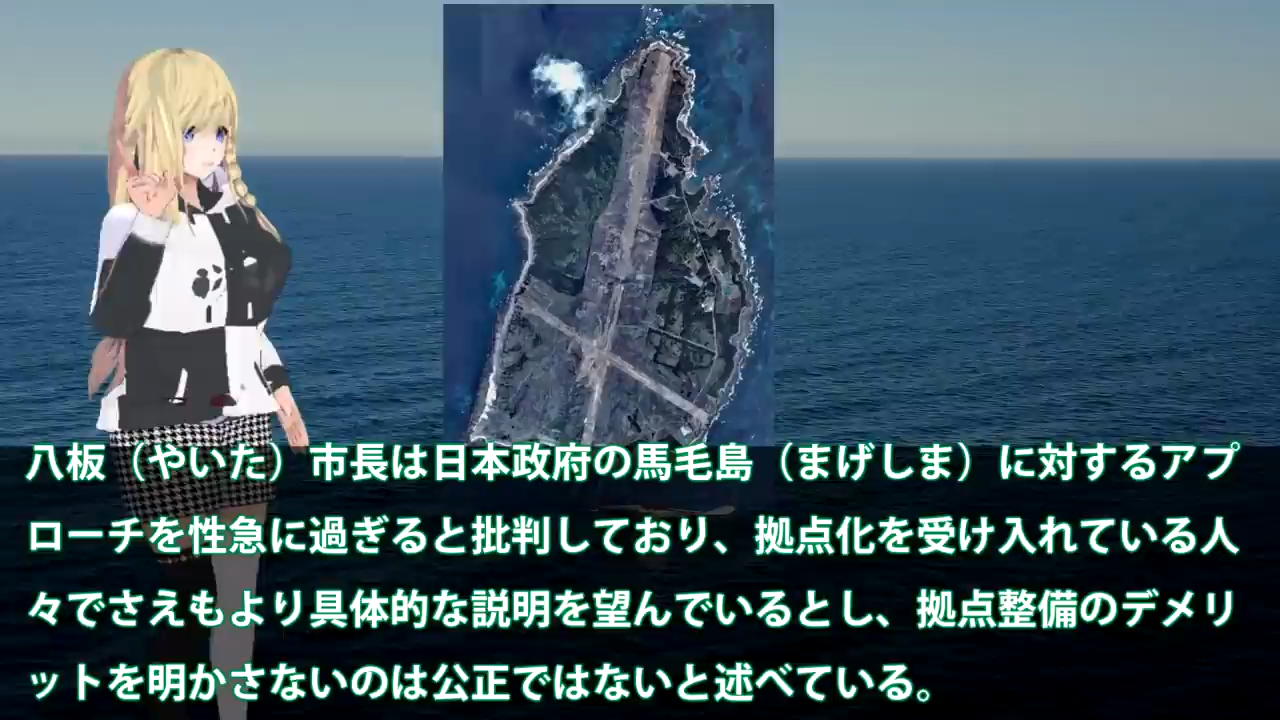 八板（やいた）市長は日本政府の馬毛島（まげしま）に対するアプ
ローチを性急に過ぎると批判しており、拠点化を受け入れている人
々でさえもより具体的な説明を望んでいるとし、拠点整備のデメリ
ットを明かさないのは公正ではないと述べている。